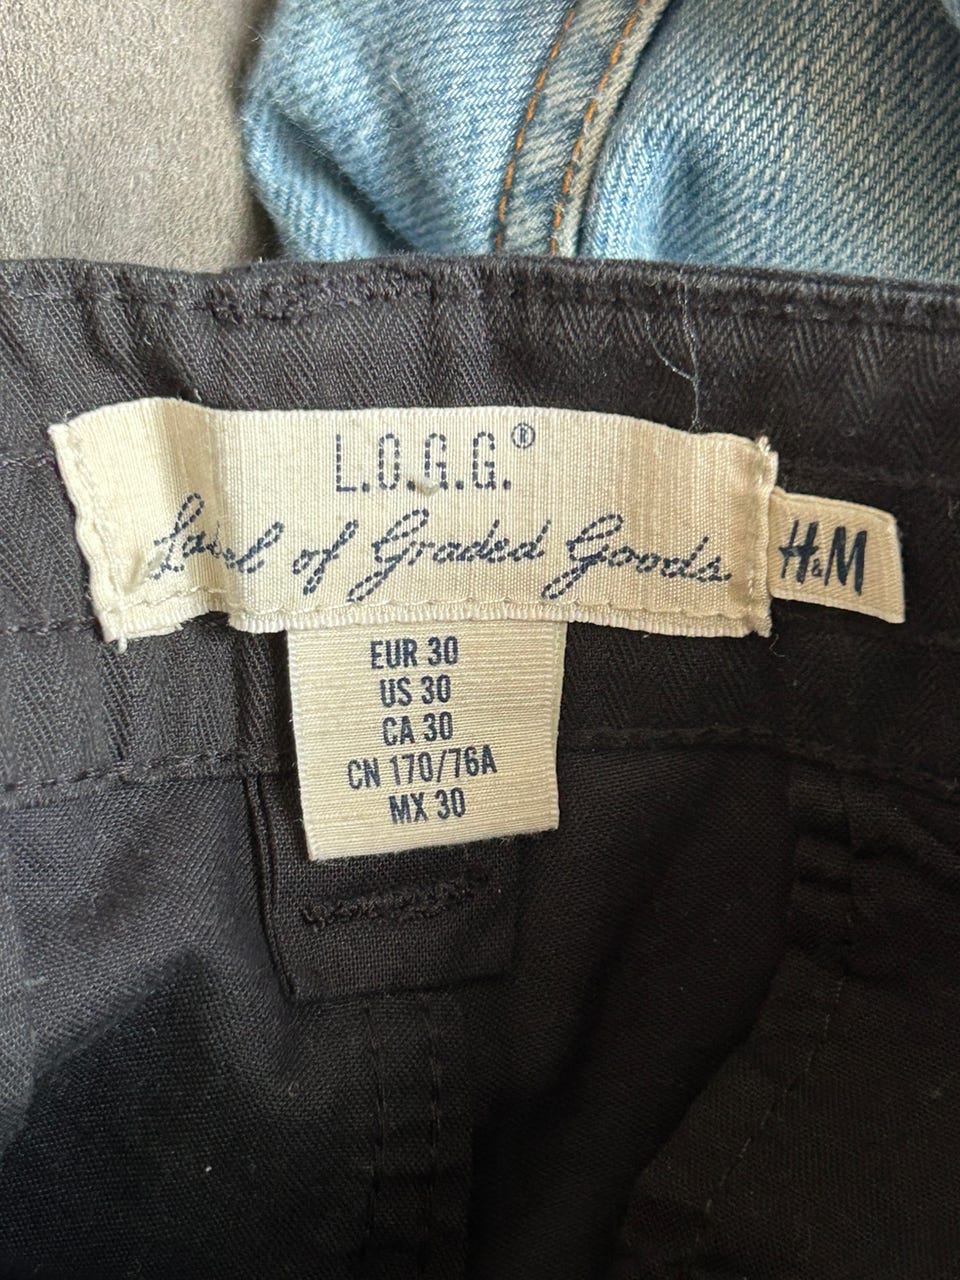 L.O.G.G.®
Label of Graded Goods
H&M
EUR 30
US 30
CA 30
CN 170/76A
MX 30